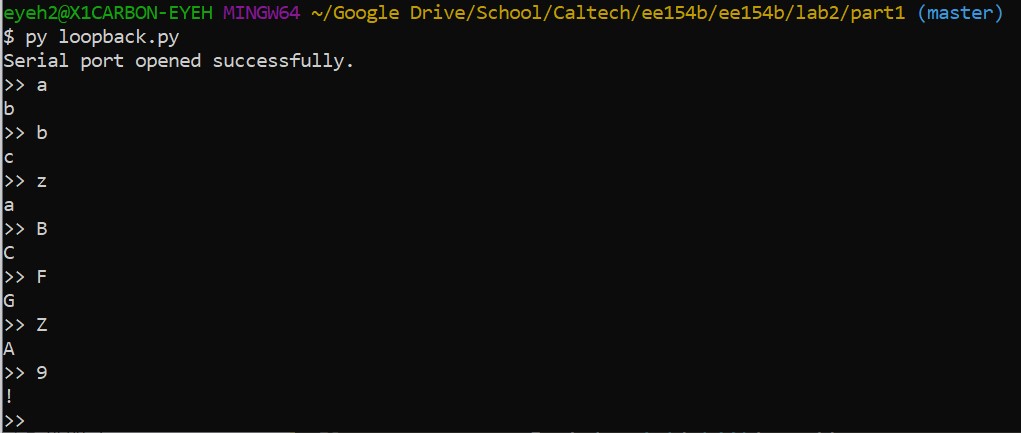 eyeh2@X1CARBON-EYEH MINGW64 ~/Google Drive/School/Caltech/ee154b/ee154b/lab2/part1 (master)
$ py loopback.py
Serial port opened successfully.
>> a
b
>> b
c
>> z
a
>> B
C
>> F
G
>> Z
A
>> 9
!
>>